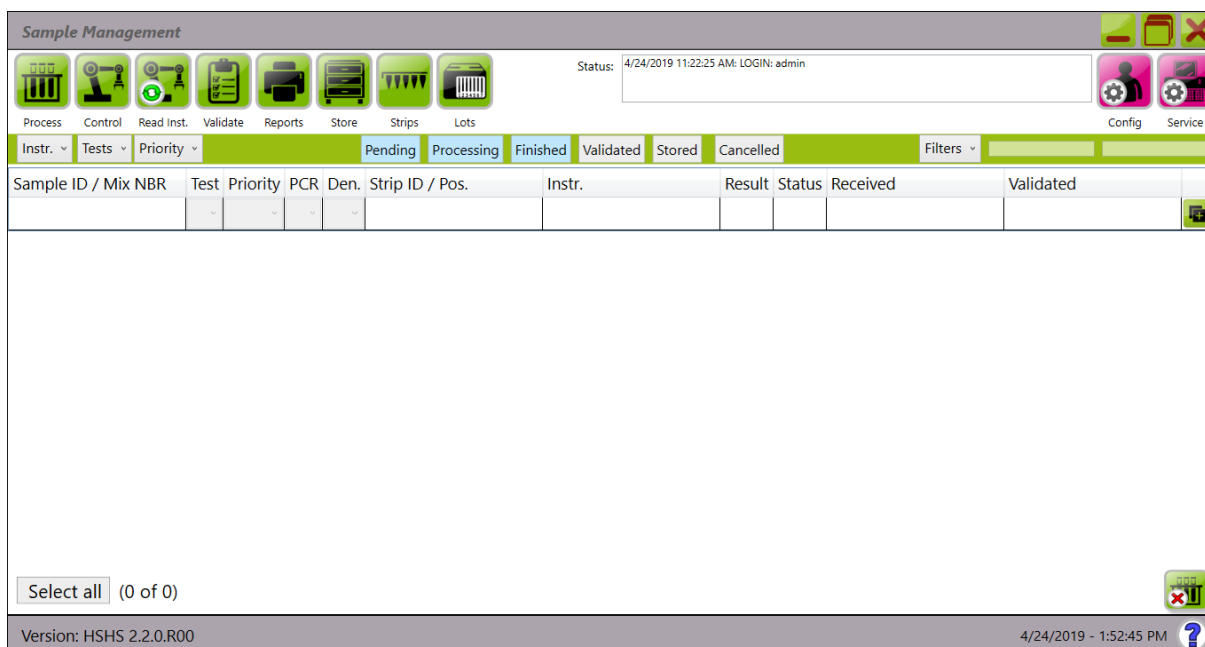 Sample Management
Status: 4/24/2019 11:22:25 AM: LOGIN: admin
Process Control Read Inst. Validate Reports Store Strips Lots Config Service
Instr. Tests Priority Pending Processing Finished Validated Stored Cancelled Filters
Sample ID / Mix NBR Test Priority PCR Den. Strip ID / Pos. Instr. Result Status Received Validated
Select all (0 of 0)
Version: HSHS 2.2.0.R00 4/24/2019 - 1:52:45 PM